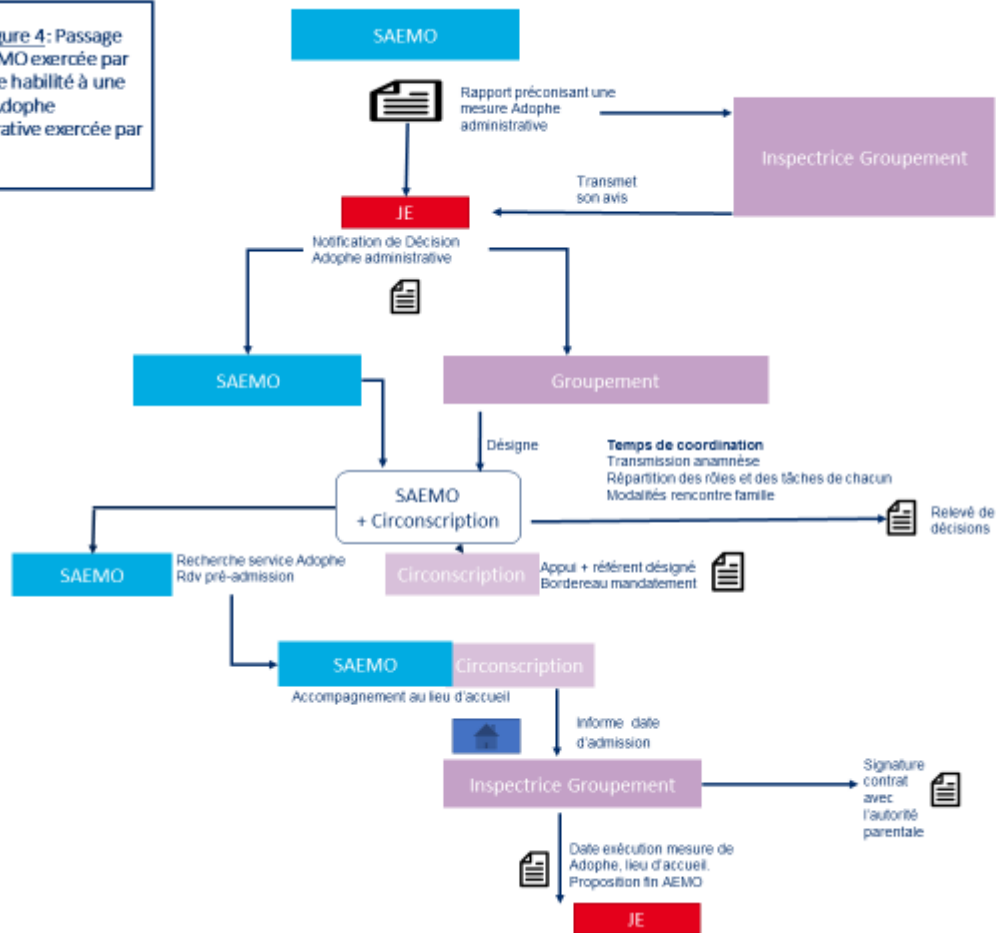 ure 4: Passage
MO exercée par
e habilité à une
dophe
rative exercée par
SAEMO
Rapport préconisant une
mesure Adophe
administrative
Inspectrice Groupement
Transmet
son avis
JE
Notification de Décision
Adophe administrative
SAEMO
Groupement
Désigne
Temps de coordination
Transmission anamnèse
Répartition des rôles et des tâches de chacun
Modalités rencontre famille
SAEMO
+ Circonscription
Relevé de
décisions
SAEMO
Recherche service Adophe
Rdv pré-admission
Circonscription
Appui + référent désigné
Bordereau mandatement
SAEMO
Circonscription
Accompagnement au lieu d'accueil
Informe date
d'admission
Inspectrice Groupement
Signature
contrat
avec
l'autorité
parentale
Date exécution mesure de
Adophe, lieu d'accueil.
Proposition fin AEMO
JE